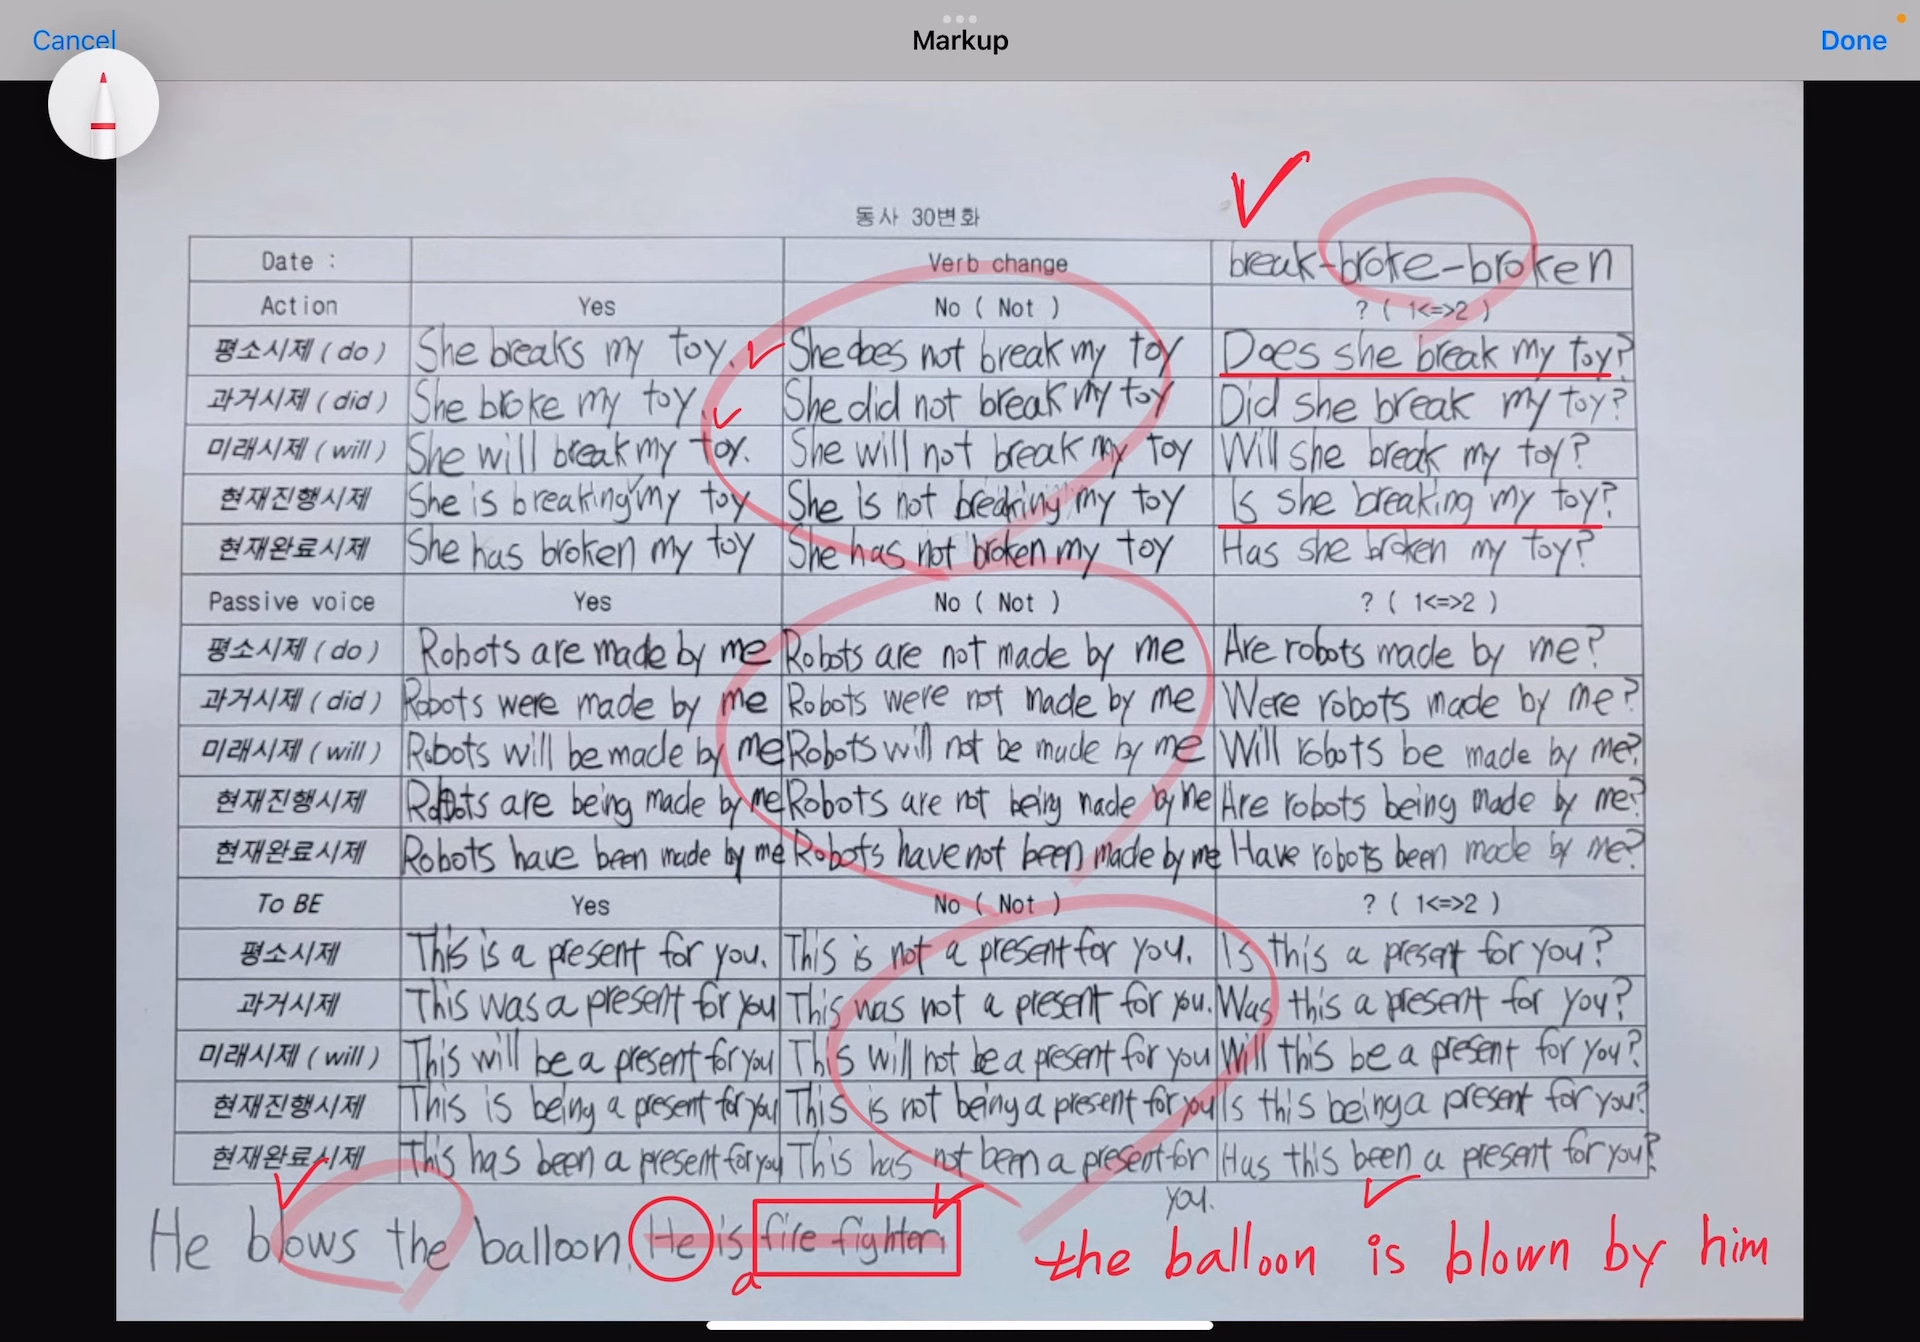 Cancel Markup Done
동사 30변화
Date : Verb change break-broke-broken
Action Yes No ( Not ) ? ( 1<=>2 )
평소시제 ( do ) She breaks my toy. She does not break my toy Does she break my toy?
과거시제 ( did ) She broke my toy. She did not break my toy Did she break my toy?
미래시제 ( will ) She will break my toy. She will not break my toy Will she break my toy?
현재진행시제 She is breaking my toy She is not breaking my toy Is she breaking my toy?
현재완료시제 She has broken my toy She has not broken my toy Has she broken my toy?
Passive voice Yes No ( Not ) ? ( 1<=>2 )
평소시제 ( do ) Robots are made by me Robots are not made by me Are robots made by me?
과거시제 ( did ) Robots were made by me Robots were not made by me Were robots made by me?
미래시제 ( will ) Robots will be made by me Robots will not be made by me Will robots be made by me?
현재진행시제 Robots are being made by me Robots are not being made by me Are robots being made by me?
현재완료시제 Robots have been made by me Robots have not been made by me Have robots been made by me?
To BE Yes No ( Not ) ? ( 1<=>2 )
평소시제 This is a present for you. This is not a present for you. Is this a present for you?
과거시제 This was a present for you This was not a present for you. Was this a present for you?
미래시제 ( will ) This will be a present for you This will not be a present for you Will this be a present for you?
현재진행시제 This is being a present for you This is not being a present for you Is this being a present for you?
현재완료시제 This has been a present for you This has not been a present for you. Has this been a present for you?
He blows the balloon. He is fire fighter. the balloon is blown by him
a